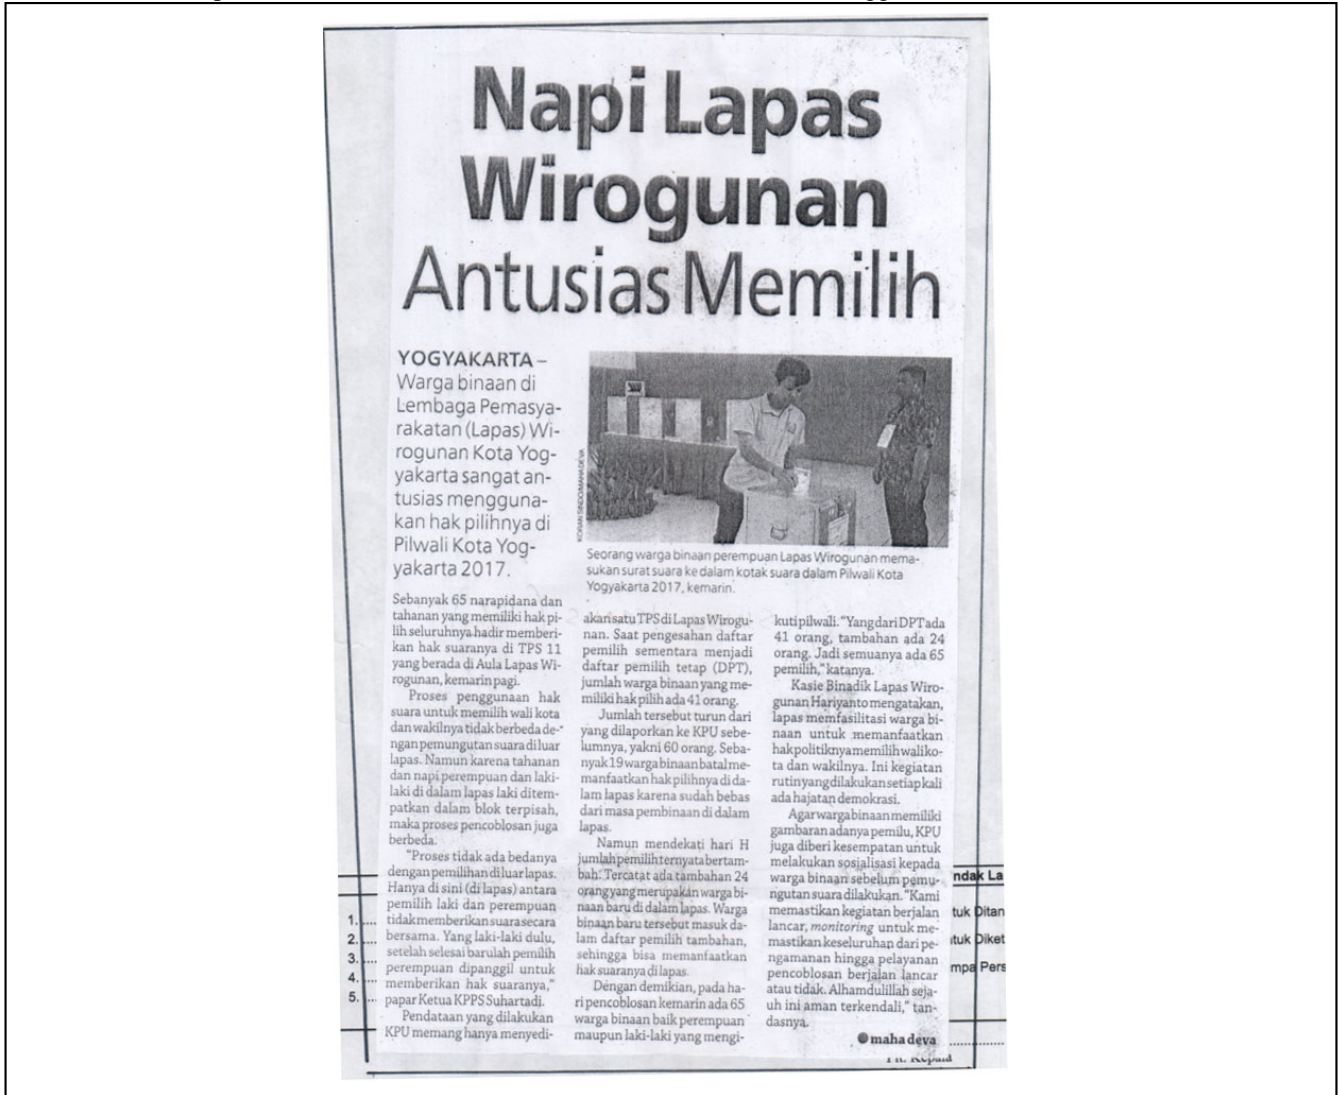 Napi Lapas
Wirogunan
Antusias Memilih
YOGYAKARTA –
Warga binaan di
Lembaga Pemasya-
rakatan (Lapas) Wi-
rogunan Kota Yog-
yakarta sangat an-
tusias mengguna-
kan hak pilihnya di
Pilwali Kota Yog-
yakarta 2017.
KORAN SINDO/MAHA DEVA
Seorang warga binaan perempuan Lapas Wirogunan mema-
sukan surat suara ke dalam kotak suara dalam Pilwali Kota
Yogyakarta 2017, kemarin.
Sebanyak 65 narapidana dan
tahanan yang memiliki hak pi-
lih seluruhnya hadir memberi-
kan hak suaranya di TPS 11
yang berada di Aula Lapas Wi-
rogunan, kemarin pagi.
Proses penggunaan hak
suara untuk memilih wali kota
dan wakilnya tidak berbeda de-
ngan pemungutan suara di luar
lapas. Namun karena tahanan
dan napi perempuan dan laki-
laki di dalam lapas laki ditem-
patkan dalam blok terpisah,
maka proses pencoblosan juga
berbeda.
"Proses tidak ada bedanya
dengan pemilihan di luar lapas.
Hanya di sini (di lapas) antara
pemilih laki dan perempuan
tidak memberikan suara secara
bersama. Yang laki-laki dulu,
setelah selesai barulah pemilih
perempuan dipanggil untuk
memberikan hak suaranya,"
papar Ketua KPPS Suhartadi.
Pendataan yang dilakukan
KPU memang hanya menyedi-
akan satu TPS di Lapas Wirogu-
nan. Saat pengesahan daftar
pemilih sementara menjadi
daftar pemilih tetap (DPT),
jumlah warga binaan yang me-
miliki hak pilih ada 41 orang.
Jumlah tersebut turun dari
yang dilaporkan ke KPU sebe-
lumnya, yakni 60 orang. Seba-
nyak 19 warga binaan batal me-
manfaatkan hak pilihnya di da-
lam lapas karena sudah bebas
dari masa pembinaan di dalam
lapas.
Namun mendekati hari H
jumlah pemilih ternyata bertam-
bah. Tercatat ada tambahan 24
orang yang merupakan warga bi-
naan baru di dalam lapas. Warga
binaan baru tersebut masuk da-
lam daftar pemilih tambahan,
sehingga bisa memanfaatkan
hak suaranya di lapas.
Dengan demikian, pada ha-
ri pencoblosan kemarin ada 65
warga binaan baik perempuan
maupun laki-laki yang mengi-
kuti pilwali. "Yang dari DPT ada
41 orang, tambahan ada 24
orang. Jadi semuanya ada 65
pemilih," katanya.
Kasie Binadik Lapas Wiro-
gunan Hariyanto mengatakan,
lapas memfasilitasi warga bi-
naan untuk memanfaatkan
hak politiknya memilih waliko-
ta dan wakilnya. Ini kegiatan
rutin yang dilakukan setiap kali
ada hajatan demokrasi.
Agar warga binaan memiliki
gambaran adanya pemilu, KPU
juga diberi kesempatan untuk
melakukan sosjalisasi kepada
warga binaan sebelum pemu-
ngutan suara dilakukan. "Kami
memastikan kegiatan berjalan
lancar, monitoring untuk me-
mastikan keseluruhan dari pe-
ngamanan hingga pelayanan
pencoblosan berjalan lancar
atau tidak. Alhamdulillah seja-
uh ini aman terkendali," tan-
dasnya.
● maha deva
1. ....
2. ....
3. ....
4. ....
5. ....
ndak La
tuk Ditan
tuk Diket
mpa Pers